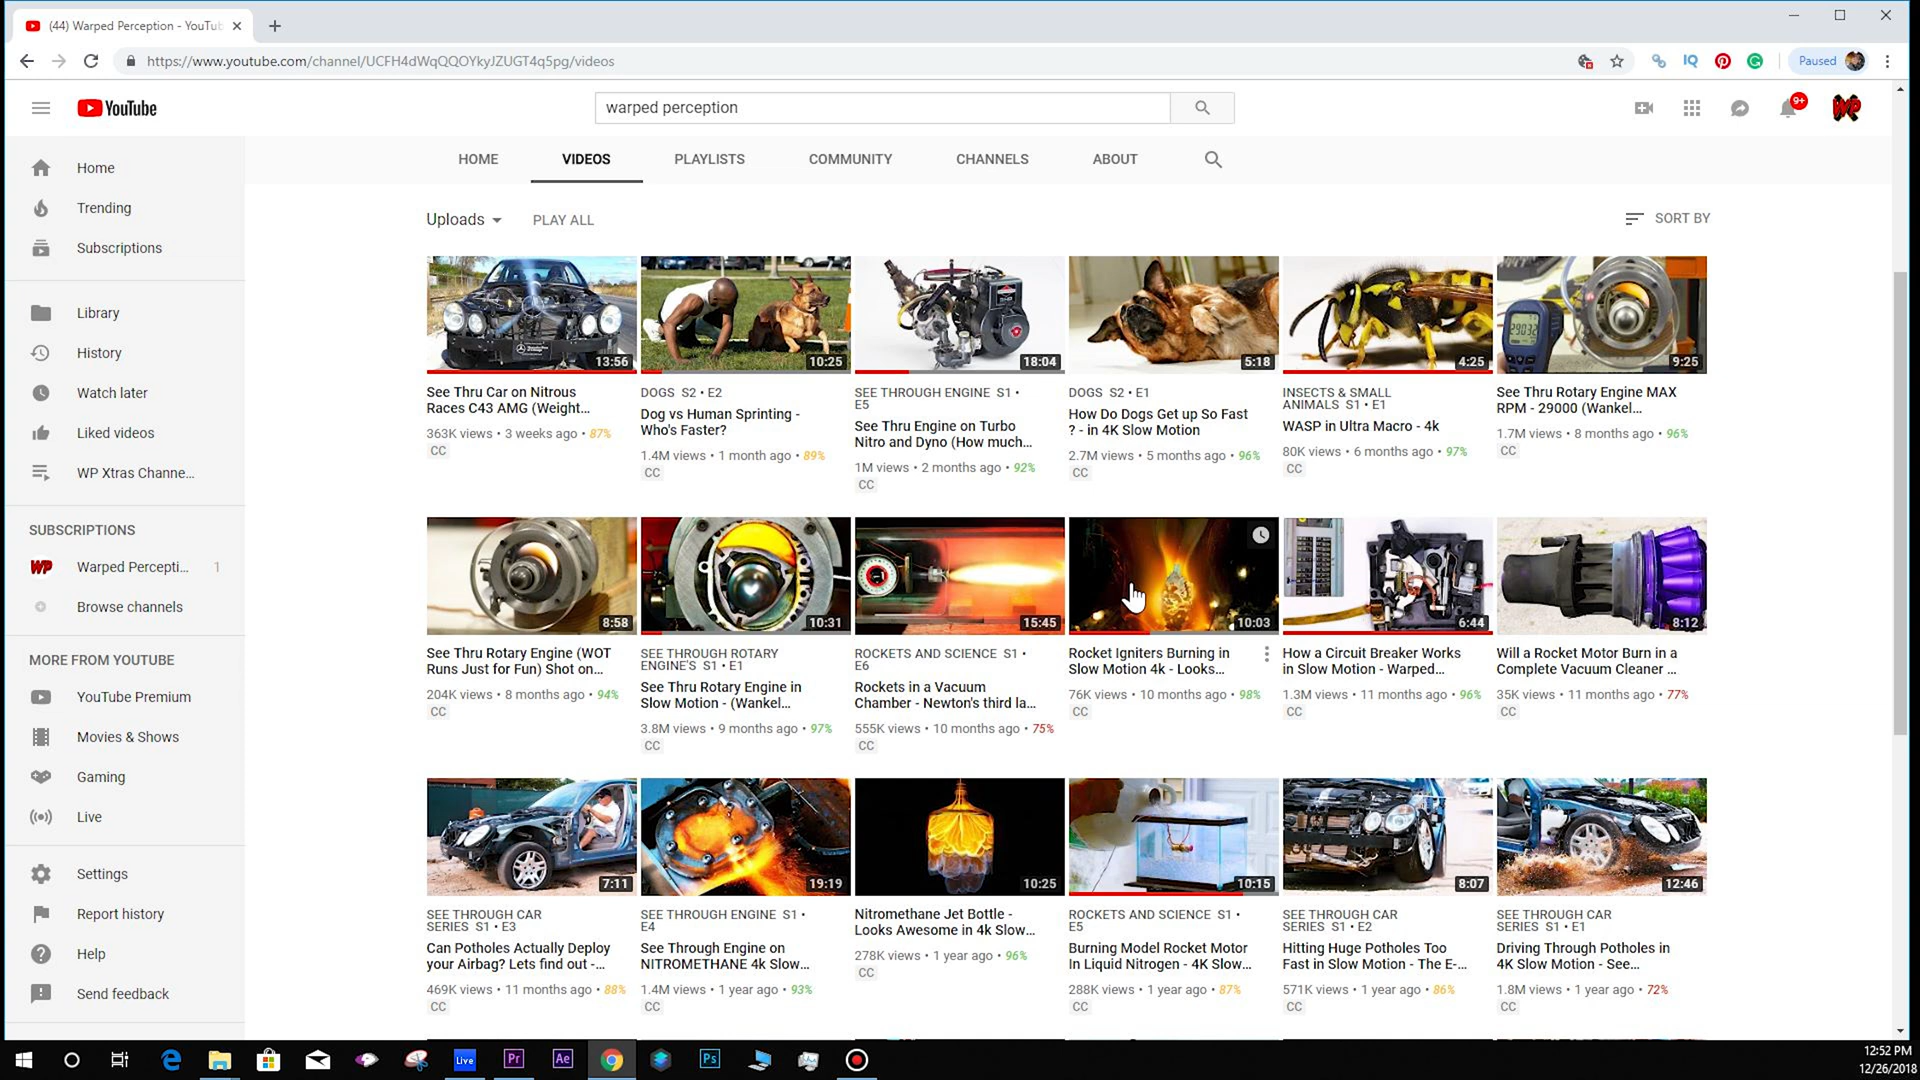 (44) Warped Perception - YouTub
https://www.youtube.com/channel/UCFH4dWqQQOYkyJZUGT4q5pg/videos
IQ
Paused
YouTube
warped perception
9+
WP
HOME VIDEOS PLAYLISTS COMMUNITY CHANNELS ABOUT
Home
Trending
Subscriptions
Library
History
Watch later
Liked videos
WP Xtras Channe...
SUBSCRIPTIONS
WP Warped Percepti... 1
Browse channels
MORE FROM YOUTUBE
YouTube Premium
Movies & Shows
Gaming
Live
Settings
Report history
Help
Send feedback
Uploads PLAY ALL SORT BY
13:56
See Thru Car on Nitrous
Races C43 AMG (Weight...
363K views • 3 weeks ago • 87%
CC
10:25
DOGS S2 • E2
Dog vs Human Sprinting -
Who's Faster?
1.4M views • 1 month ago • 89%
CC
18:04
SEE THROUGH ENGINE S1 •
E5
See Thru Engine on Turbo
Nitro and Dyno (How much...
1M views • 2 months ago • 92%
CC
5:18
DOGS S2 • E1
How Do Dogs Get up So Fast
? - in 4K Slow Motion
2.7M views • 5 months ago • 96%
CC
4:25
INSECTS & SMALL
ANIMALS S1 • E1
WASP in Ultra Macro - 4k
80K views • 6 months ago • 97%
CC
29032
9:25
See Thru Rotary Engine MAX
RPM - 29000 (Wankel...
1.7M views • 8 months ago • 96%
CC
8:58
See Thru Rotary Engine (WOT
Runs Just for Fun) Shot on...
204K views • 8 months ago • 94%
CC
10:31
SEE THROUGH ROTARY
ENGINE'S S1 • E1
See Thru Rotary Engine in
Slow Motion - (Wankel...
3.8M views • 9 months ago • 97%
CC
15:45
ROCKETS AND SCIENCE S1 •
E6
Rockets in a Vacuum
Chamber - Newton's third la...
555K views • 10 months ago • 75%
CC
10:03
Rocket Igniters Burning in
Slow Motion 4k - Looks...
76K views • 10 months ago • 98%
CC
6:44
How a Circuit Breaker Works
in Slow Motion - Warped...
1.3M views • 11 months ago • 96%
CC
8:12
Will a Rocket Motor Burn in a
Complete Vacuum Cleaner ...
35K views • 11 months ago • 77%
CC
7:11
SEE THROUGH CAR
SERIES S1 • E3
Can Potholes Actually Deploy
your Airbag? Lets find out -...
469K views • 11 months ago • 88%
CC
19:19
SEE THROUGH ENGINE S1 •
E4
See Through Engine on
NITROMETHANE 4k Slow...
1.4M views • 1 year ago • 93%
CC
10:25
Nitromethane Jet Bottle -
Looks Awesome in 4k Slow...
278K views • 1 year ago • 96%
CC
10:15
ROCKETS AND SCIENCE S1 •
E5
Burning Model Rocket Motor
In Liquid Nitrogen - 4K Slow...
288K views • 1 year ago • 87%
CC
8:07
SEE THROUGH CAR
SERIES S1 • E2
Hitting Huge Potholes Too
Fast in Slow Motion - The E-...
571K views • 1 year ago • 86%
CC
12:46
SEE THROUGH CAR
SERIES S1 • E1
Driving Through Potholes in
4K Slow Motion - See...
1.8M views • 1 year ago • 72%
CC
Live Pr Ae Ps
12:52 PM
12/26/2018